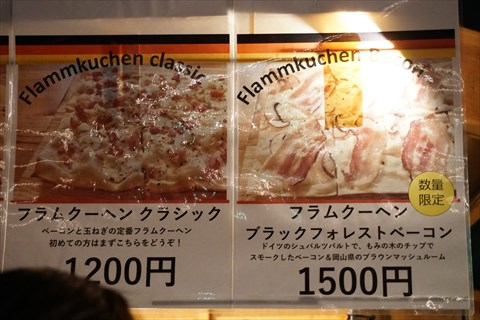 Flammkuchen classic
フラムクーヘン クラシック
ベーコンと玉ねぎの定番フラムクーヘン
初めての方はまずこちらをどうぞ！
1200円
Flammkuchen
数量
限定
フラムクーヘン
ブラックフォレストベーコン
ドイツのシュバルツバルトで、もみの木のチップで
スモークしたベーコン＆岡山県のブラウンマッシュルーム
1500円